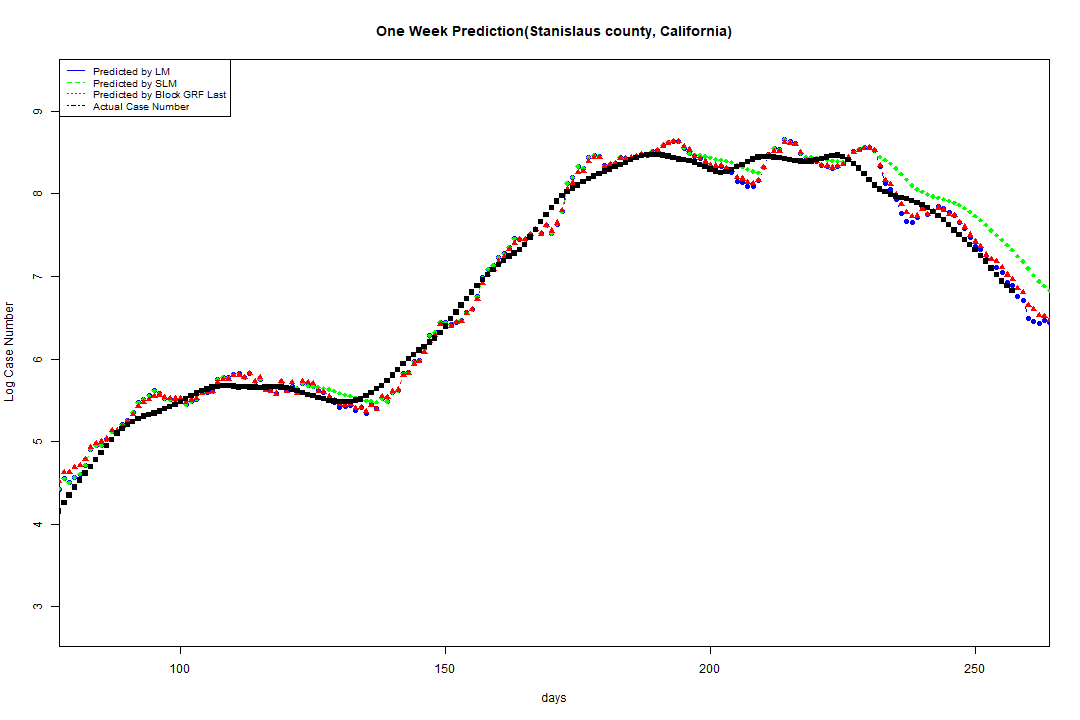 One Week Prediction(Stanislaus county, California)
Predicted by LM
Predicted by SLM
Predicted by Block GRF Last
Actual Case Number
9
8
7
6
5
4
3
Log Case Number
100 150 200 250
days